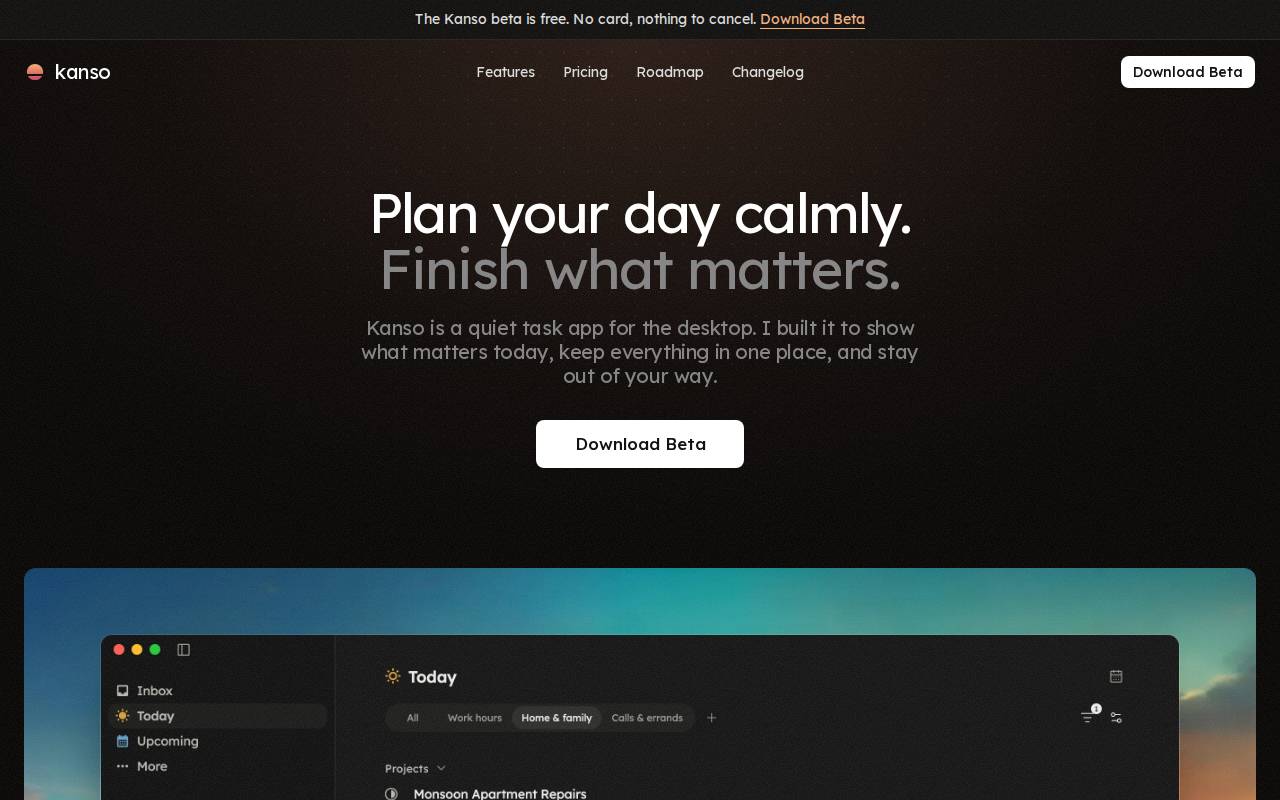 The Kanso beta is free. No card, nothing to cancel. Download Beta
kanso
Features
Pricing
Roadmap
Changelog
Download Beta
Plan your day calmly.
Finish what matters.
Kanso is a quiet task app for the desktop. I built it to show
what matters today, keep everything in one place, and stay
out of your way.
Download Beta
Inbox
Today
Upcoming
More
Today
All
Work hours
Home & family
Calls & errands
1
Projects
Monsoon Apartment Repairs